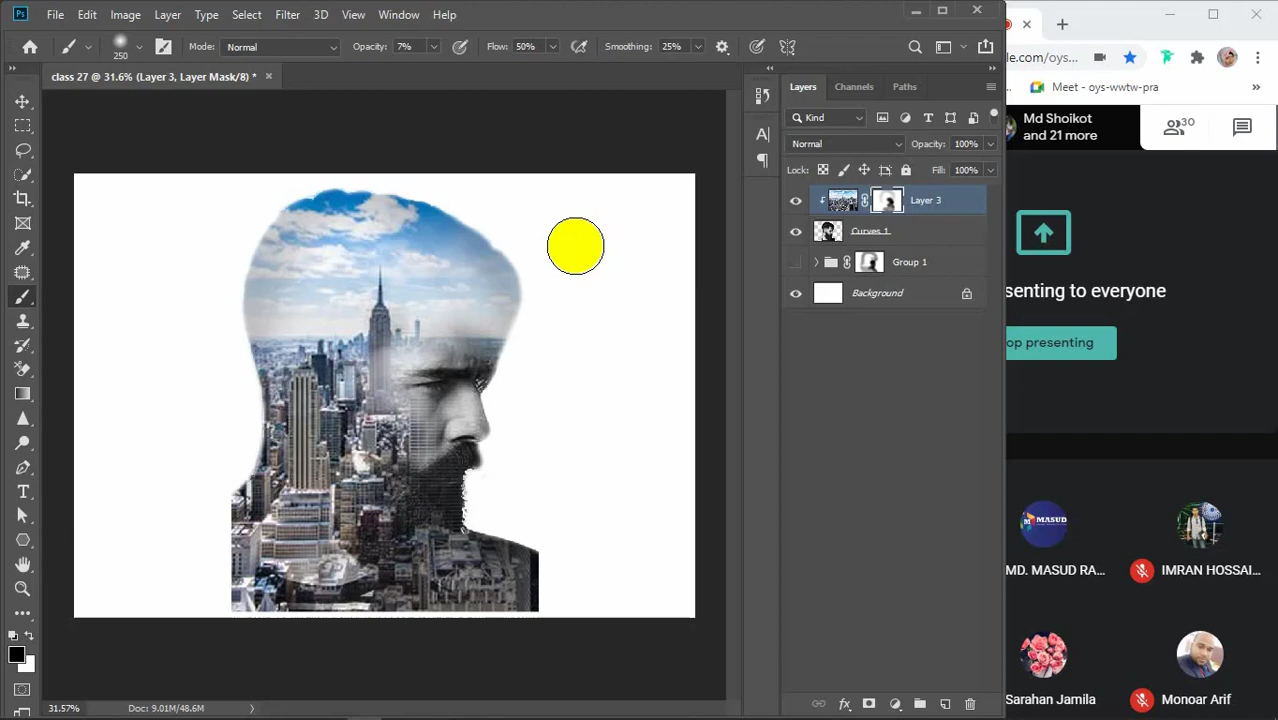 Ps File Edit Image Layer Type Select Filter 3D View Window Help
250 Mode: Normal Opacity: 7% Flow: 50% Smoothing: 25%
class 27 @ 31.6% (Layer 3, Layer Mask/8) *
Layers Channels Paths
Kind
Normal Opacity: 100%
Lock: Fill: 100%
Layer 3
Curves 1
Group 1
Background
31.57% Doc: 9.01M/48.6M
le.com/oys...
Meet - oys-wwtw-pra
Md Shoikot
and 21 more
30
senting to everyone
op presenting
MASUD
MD. MASUD RA...
IMRAN HOSSAI...
Sarahan Jamila
Monoar Arif